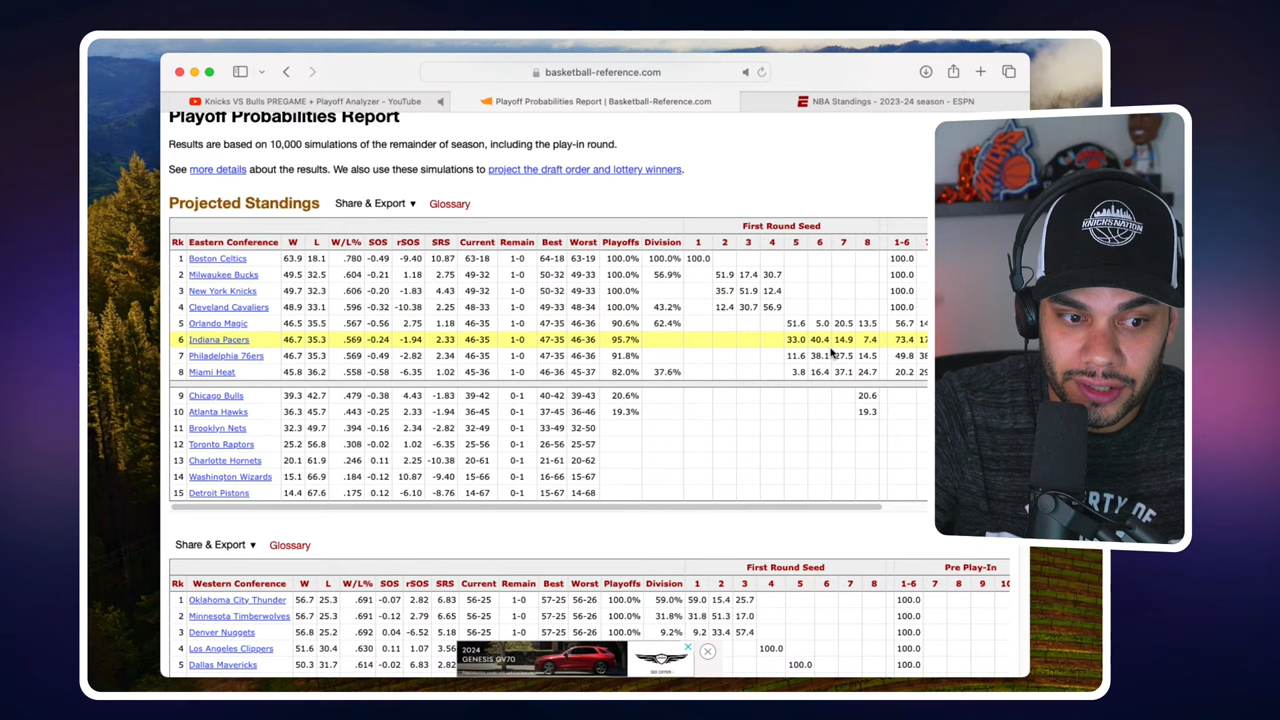 basketball-reference.com
Knicks VS Bulls PREGAME + Playoff Analyzer - YouTube
Playoff Probabilities Report | Basketball-Reference.com
NBA Standings - 2023-24 season - ESPN
Playoff Probabilities Report
Results are based on 10,000 simulations of the remainder of season, including the play-in round.
See more details about the results. We also use these simulations to project the draft order and lottery winners.
Projected Standings Share & Export ▼ Glossary
First Round Seed
Rk Eastern Conference W L W/L% SOS rSOS SRS Current Remain Best Worst Playoffs Division 1 2 3 4 5 6 7 8 1-6
1 Boston Celtics 63.9 18.1 .780 -0.49 -9.40 10.87 63-18 1-0 64-18 63-19 100.0% 100.0% 100.0 100.0
2 Milwaukee Bucks 49.5 32.5 .604 -0.26 1.18 2.75 49-32 1-0 50-32 49-33 100.0% 56.9% 51.9 17.4 30.7 100.0
3 New York Knicks 49.7 32.3 .606 -0.20 -1.83 4.43 49-32 1-0 50-32 49-33 100.0% 35.7 51.9 12.4 100.0
4 Cleveland Cavaliers 48.9 33.1 .596 -0.32 -10.38 2.25 48-33 1-0 49-33 48-34 100.0% 43.2% 12.4 30.7 56.9 100.0
5 Orlando Magic 46.5 35.5 .567 -0.56 2.75 1.18 46-35 1-0 47-35 46-36 90.6% 62.4% 51.6 5.0 20.5 13.5 56.7
6 Indiana Pacers 46.7 35.3 .569 -0.24 -1.94 2.33 46-35 1-0 47-35 46-36 95.7% 33.0 40.4 14.9 7.4 73.4
7 Philadelphia 76ers 46.7 35.3 .569 -0.49 -2.82 2.34 46-35 1-0 47-35 46-36 91.8% 11.6 38.1 27.5 14.5 49.8
8 Miami Heat 45.8 36.2 .558 -0.58 -6.35 1.02 45-36 1-0 46-36 45-37 82.0% 37.6% 3.8 16.4 37.1 24.7 20.2
9 Chicago Bulls 39.3 42.7 .479 -0.38 4.43 -1.83 39-42 0-1 40-42 39-43 20.6% 20.6
10 Atlanta Hawks 36.3 45.7 .443 -0.25 2.33 -1.94 36-45 0-1 37-45 36-46 19.3% 19.3
11 Brooklyn Nets 32.3 49.7 .394 -0.16 2.34 -2.82 32-49 0-1 33-49 32-50
12 Toronto Raptors 25.2 56.8 .308 -0.02 1.02 -6.35 25-56 0-1 26-56 25-57
13 Charlotte Hornets 20.1 61.9 .246 0.11 2.25 -10.38 20-61 0-1 21-61 20-62
14 Washington Wizards 15.1 66.9 .184 -0.12 10.87 -9.40 15-66 0-1 16-66 15-67
15 Detroit Pistons 14.4 67.6 .175 0.12 -6.10 -8.76 14-67 0-1 15-67 14-68
Share & Export ▼ Glossary
First Round Seed Pre Play-In
Rk Western Conference W L W/L% SOS rSOS SRS Current Remain Best Worst Playoffs Division 1 2 3 4 5 6 7 8 1-6 7 8 9
1 Oklahoma City Thunder 56.7 25.3 .691 -0.07 2.82 6.83 56-25 1-0 57-25 56-26 100.0% 59.0% 59.0 15.4 25.7 100.0
2 Minnesota Timberwolves 56.7 25.3 .691 -0.12 2.79 6.65 56-25 1-0 57-25 56-26 100.0% 31.8% 31.8 51.3 17.0 100.0
3 Denver Nuggets 56.8 25.2 .692 0.04 -6.52 5.18 56-25 1-0 57-25 56-26 100.0% 9.2% 9.2 33.4 57.4 100.0
4 Los Angeles Clippers 51.6 30.4 .630 0.11 1.07 3.56 100.0 100.0
5 Dallas Mavericks 50.3 31.7 .614 -0.02 6.83 100.0 100.0
2024
GENESIS GV70
GENESIS
KNICKS
KNICKSNATION
PROPERTY OF